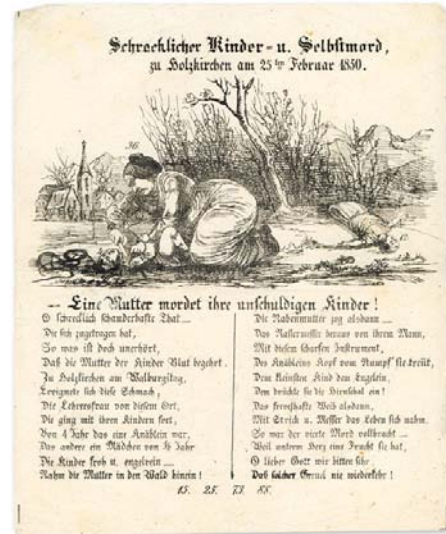 Schrecklicher Kinder- u. Selbstmord,
zu Holzkirchen am 25ten Februar 1850.
36.
— Eine Mutter mordet ihre unschuldigen Kinder!
O schrecklich schauderhafte That —
Die sich zugetragen hat,
So was ist doch unerhört,
Daß die Mutter der Kinder Blut begehrt.
Zu Holzkirchen am Walburgitag,
Ereignete sich diese Schmach,
Die Lehrersfrau von diesem Ort,
Die ging mit ihren Kindern fort,
Von 4 Jahr das eine Knäblein war,
Das andere ein Mädchen von ½ Jahr
Die Kinder froh u. engelrein —
Nahm die Mutter in den Wald hinein!
Die Rabenmutter zog alsdann —
Das Rasiermesser heraus von ihrem Mann,
Mit diesem scharfen Instrument,
Des Knäbleins Kopf vom Rumpf sie trennt,
Dem kleinsten Kind dem Engelein,
Dem drückte sie die Hirnschal ein!
Das frevelhafte Weib alsdann,
Mit Strick u. Messer das Leben sich nahm.
So war der vierte Mord vollbracht —
Weil unterm Herz eine Frucht sie hat,
O lieber Gott wir bitten sehr
Daß solcher Greuel nie wiederkehr!
15. 25. 73. 88.